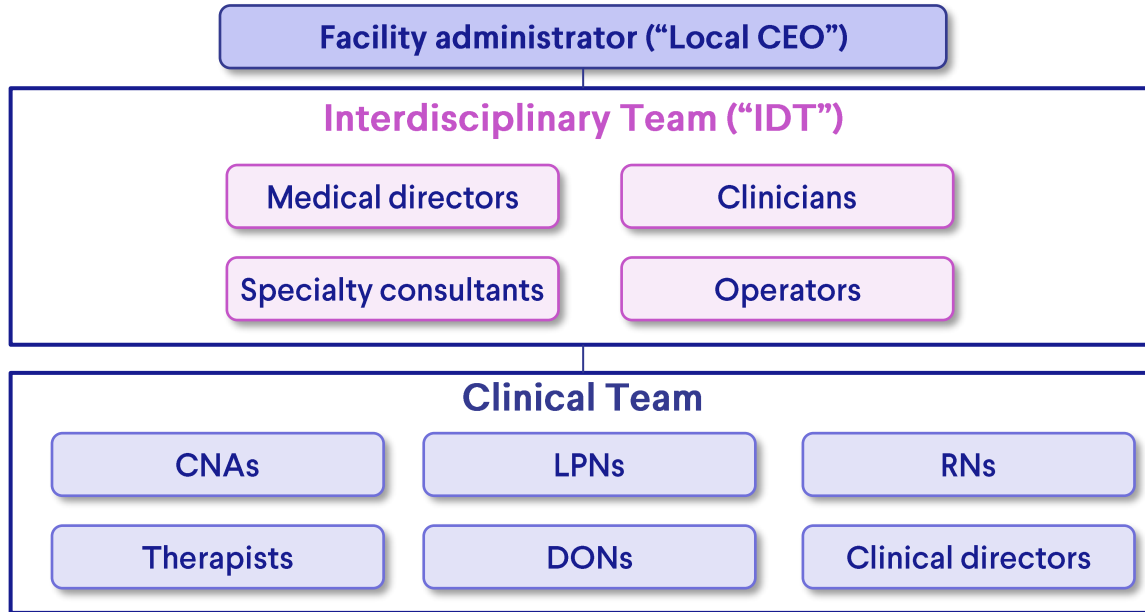 Facility administrator (“Local CEO”)
Interdisciplinary Team (“IDT”)
Medical directors
Clinicians
Specialty consultants
Operators
Clinical Team
CNAs
LPNs
RNs
Therapists
DONs
Clinical directors